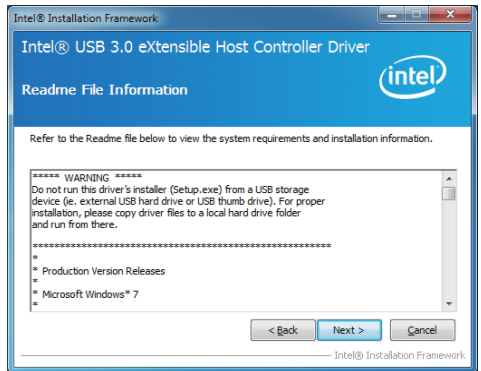 Intel® Installation Framework
Intel® USB 3.0 eXtensible Host Controller Driver
Readme File Information
(intel)
Refer to the Readme file below to view the system requirements and installation information.
***** WARNING *****
Do not run this driver's installer (Setup.exe) from a USB storage
device (ie. external USB hard drive or USB thumb drive). For proper
installation, please copy driver files to a local hard drive folder
and run from there.
*******************************************************
*
* Production Version Releases
*
* Microsoft Windows* 7
*
< Back Next > Cancel
Intel® Installation Framework